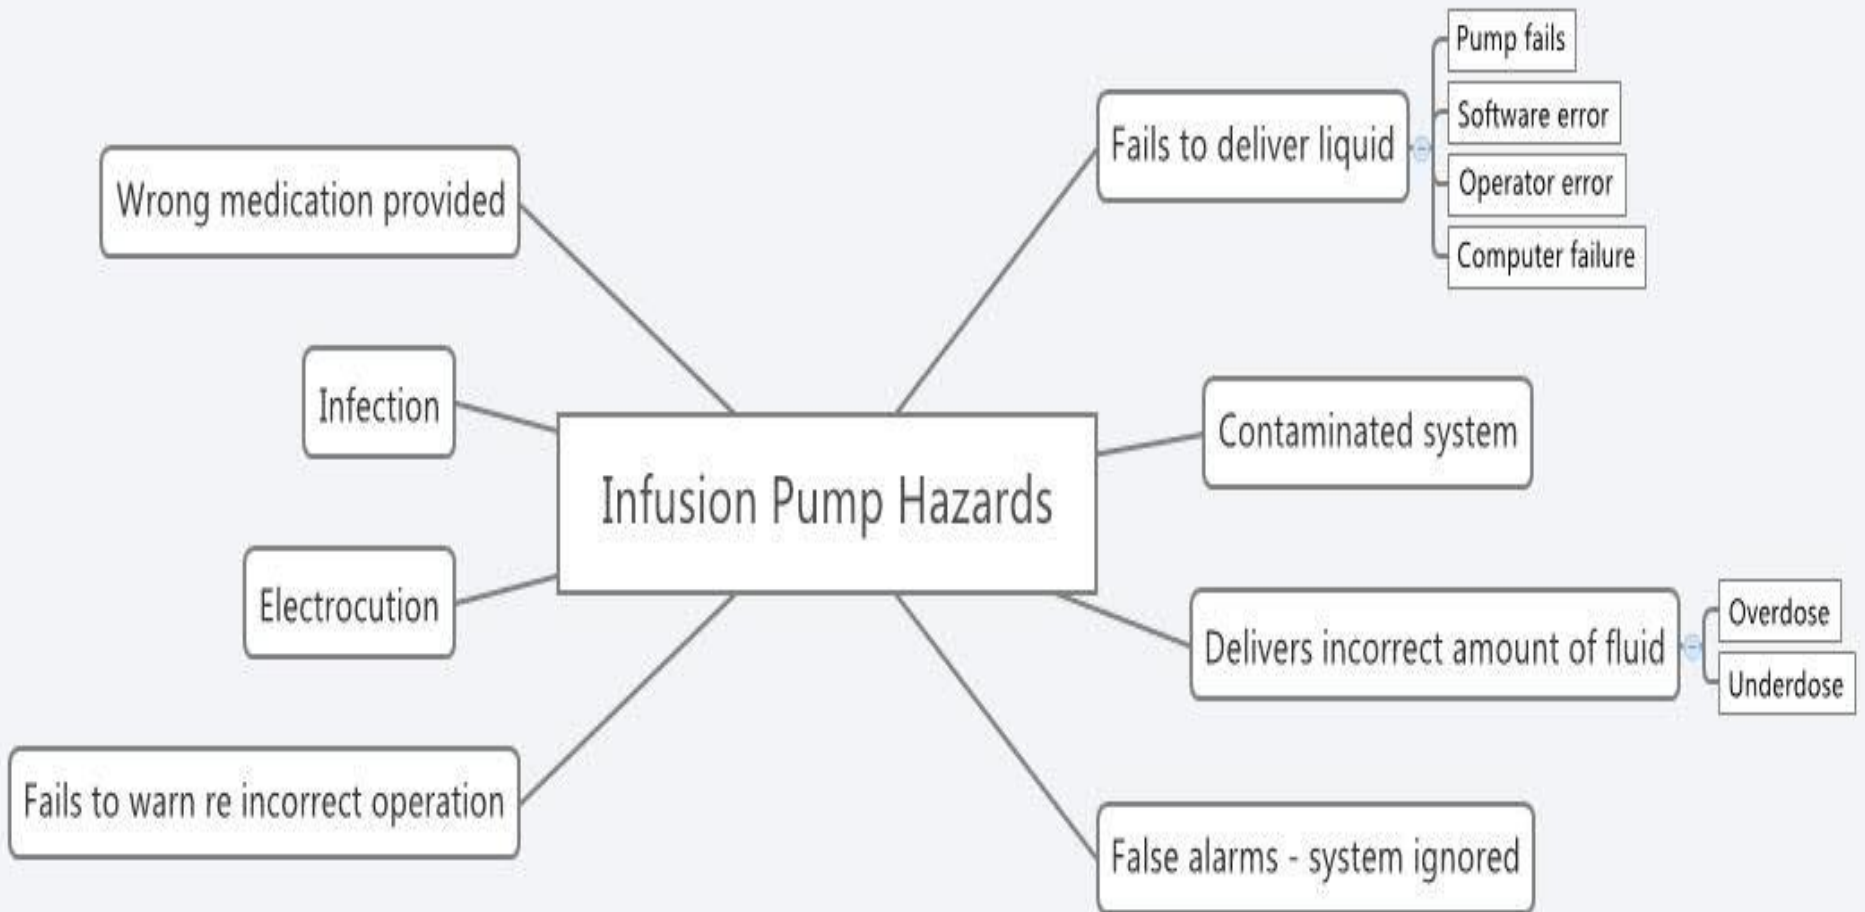 Pump fails
Software error
Fails to deliver liquid
Operator error
Computer failure
Wrong medication provided
Infection
Contaminated system
Infusion Pump Hazards
Electrocution
Delivers incorrect amount of fluid
Overdose
Underdose
Fails to warn re incorrect operation
False alarms - system ignored